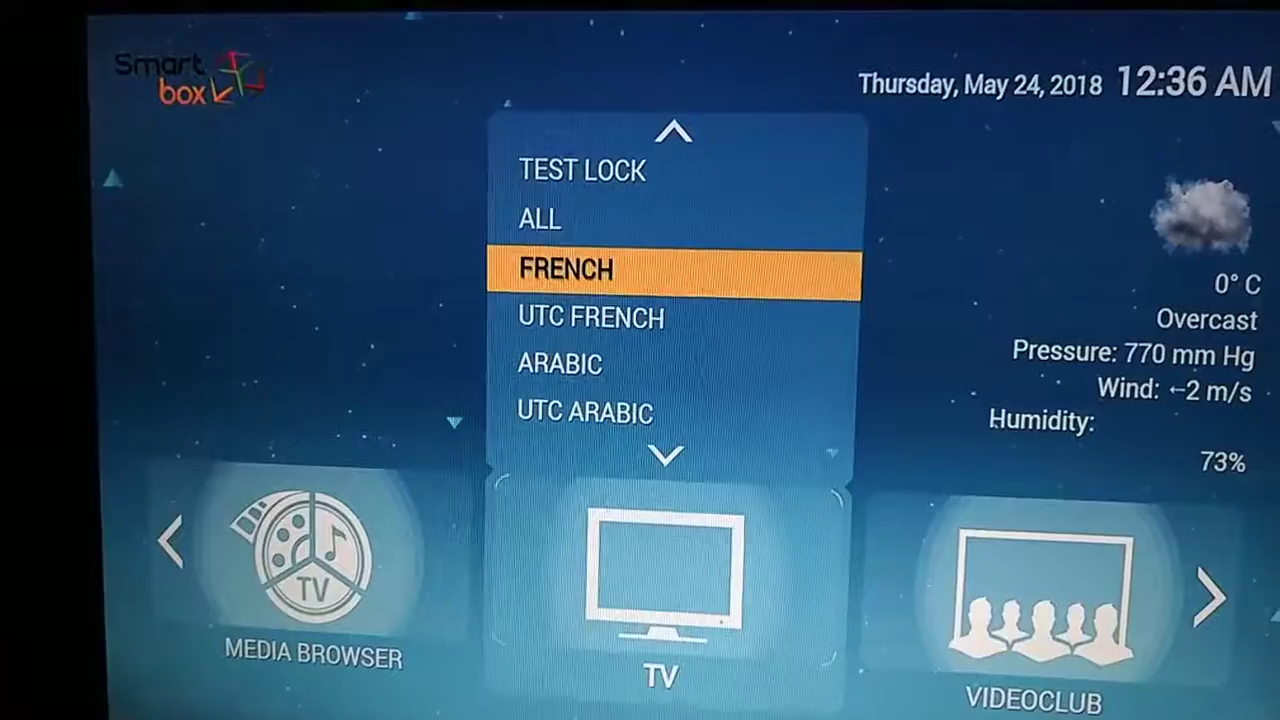 Smart
box
Thursday, May 24, 2018 12:36 AM
TEST LOCK
ALL
FRENCH
UTC FRENCH
ARABIC
UTC ARABIC
0° C
Overcast
Pressure: 770 mm Hg
Wind: ←2 m/s
Humidity:
73%
TV
MEDIA BROWSER
TV
VIDEOCLUB